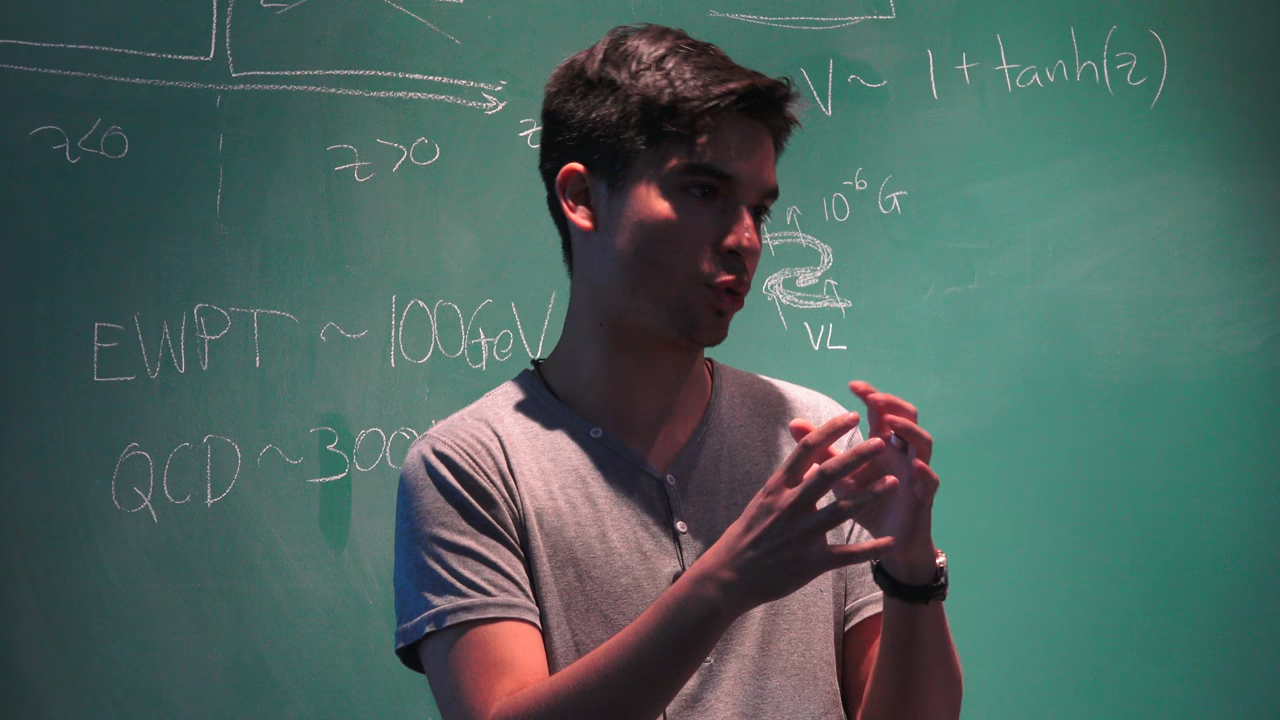 V ~ 1 + tanh(z)
z<0
z>0
z
10⁻⁶ G
VL
EWPT ~ 100GeV
QCD ~ 300